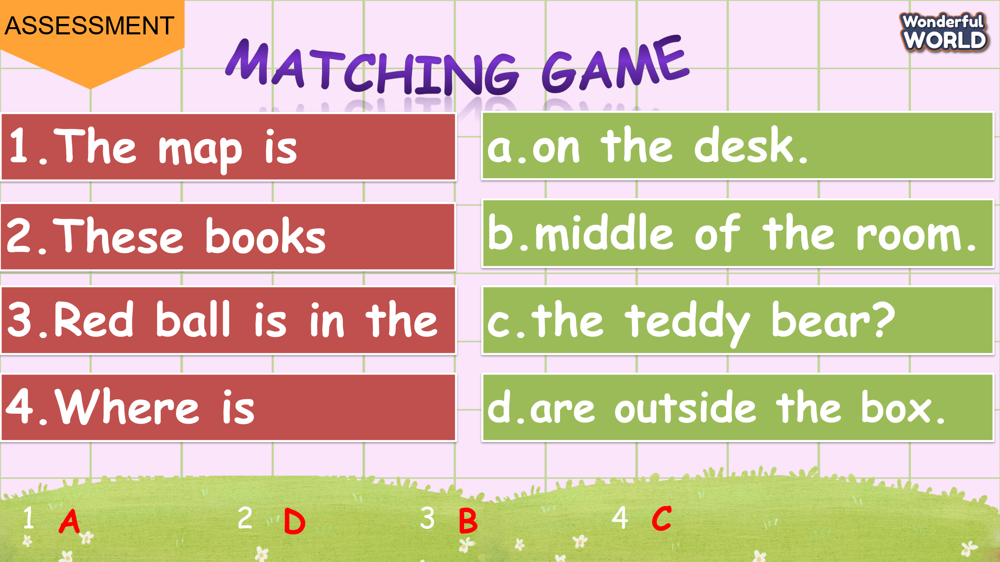 ASSESSMENT
Wonderful
WORLD
MATCHING GAME
1.The map is
a.on the desk.
2.These books
b.middle of the room.
3.Red ball is in the
c.the teddy bear?
4.Where is
d.are outside the box.
1 A 2 D 3 B 4 C